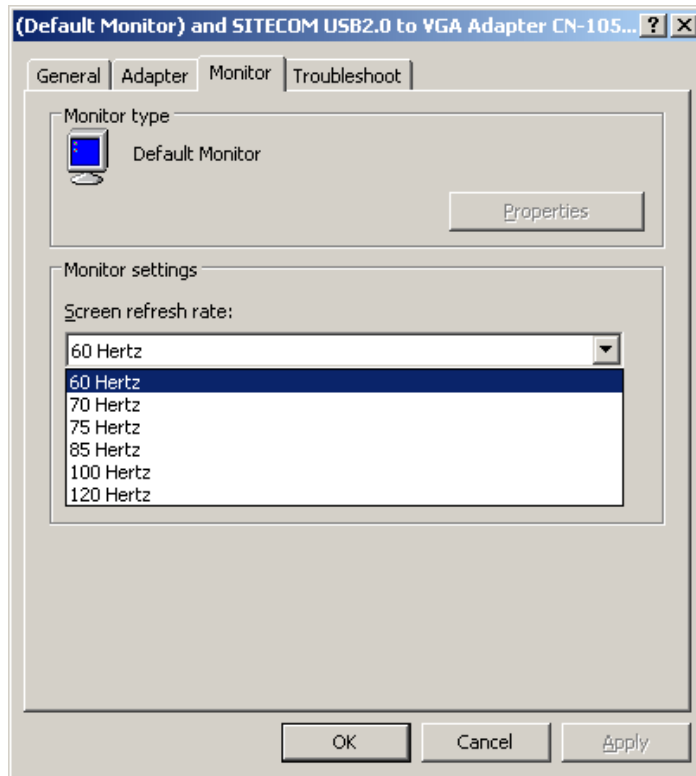 (Default Monitor) and SITECOM USB2.0 to VGA Adapter CN-105...
General Adapter Monitor Troubleshoot
Monitor type
Default Monitor
Properties
Monitor settings
Screen refresh rate:
60 Hertz
60 Hertz
70 Hertz
75 Hertz
85 Hertz
100 Hertz
120 Hertz
OK Cancel Apply